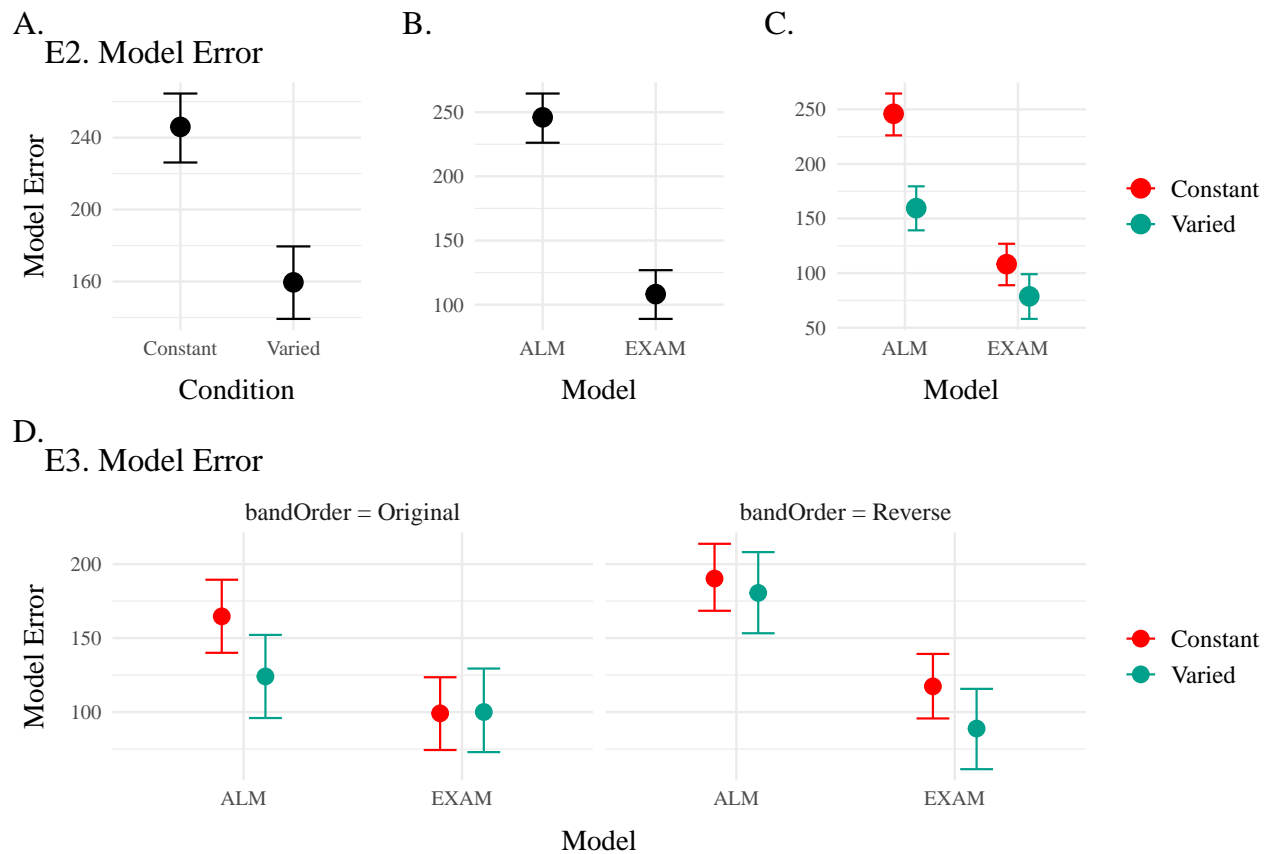 A.
E2. Model Error
Model Error
240
200
160
Constant Varied
Condition
B.
250
200
150
100
ALM EXAM
Model
C.
250
200
150
100
50
ALM EXAM
Model
Constant
Varied
D.
E3. Model Error
bandOrder = Original
bandOrder = Reverse
Model Error
200
150
100
ALM EXAM
ALM EXAM
Model
Constant
Varied